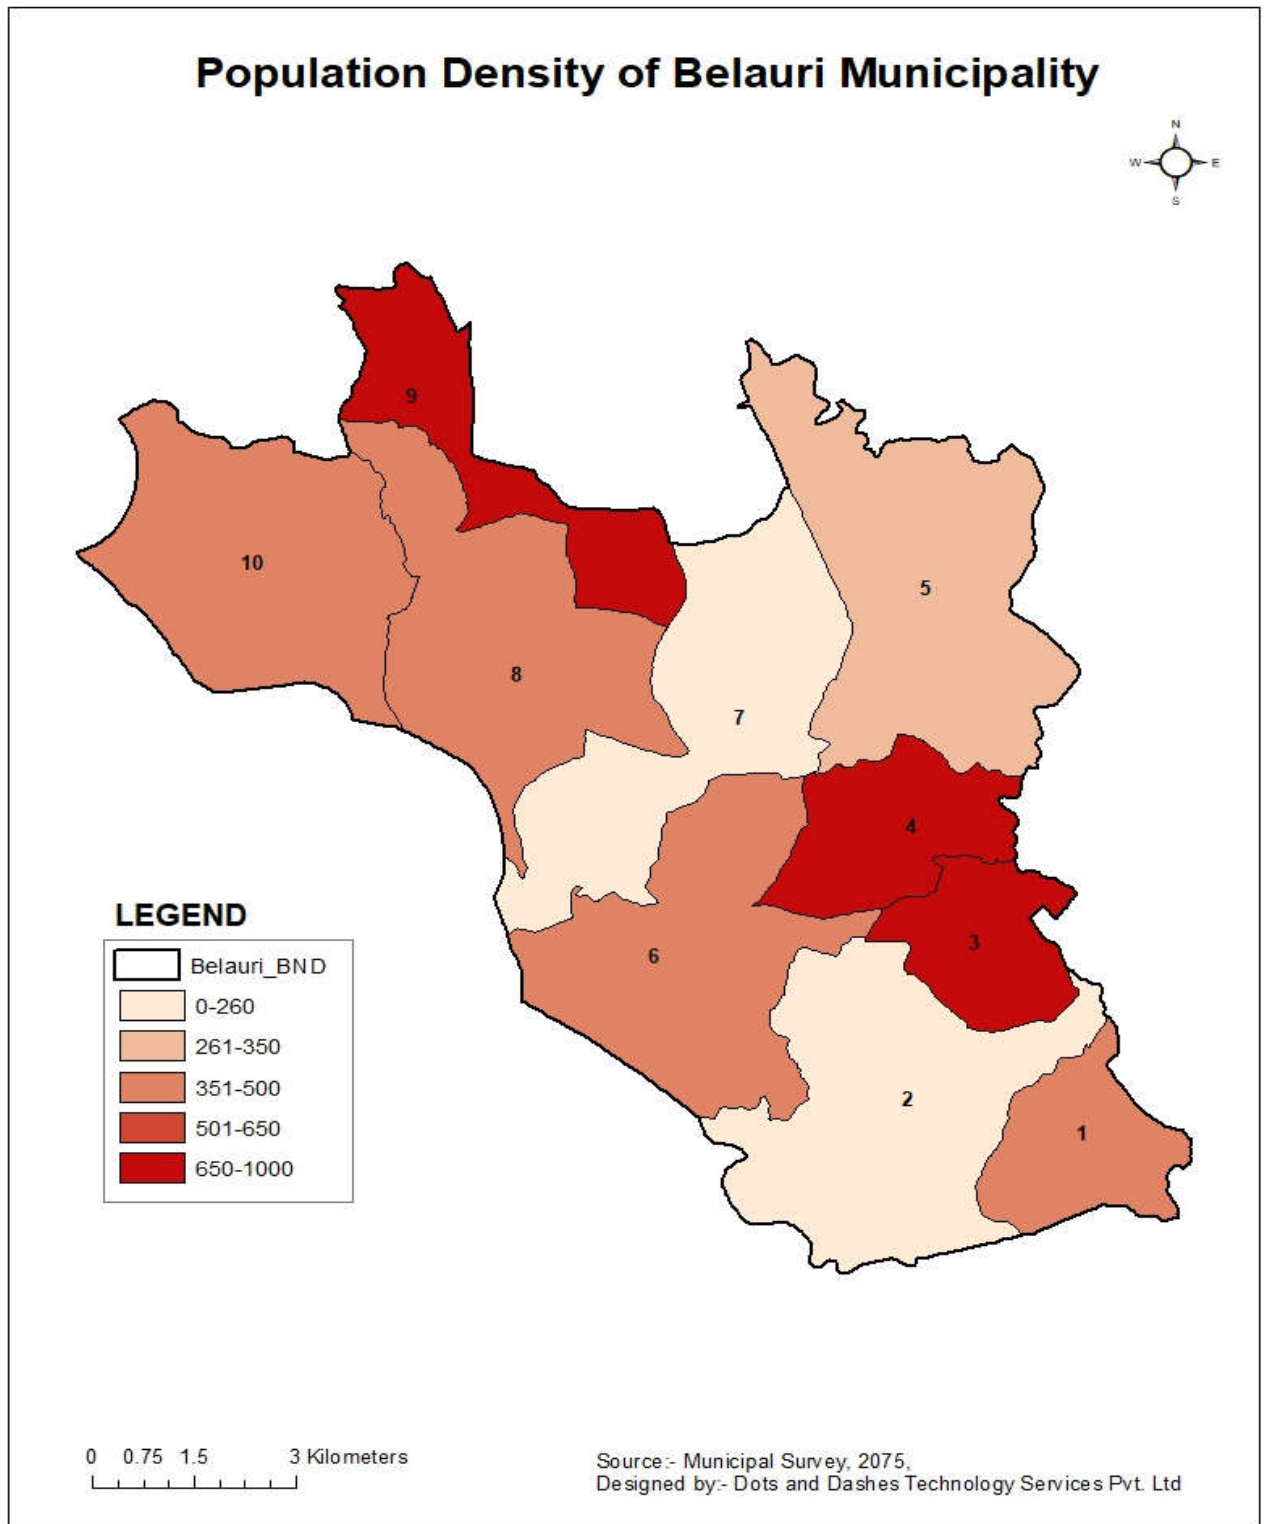 Population Density of Belauri Municipality
N
W E
S
9
10
5
8
7
4
3
6
2
1
LEGEND
Belauri_BND
0-260
261-350
351-500
501-650
650-1000
0 0.75 1.5 3 Kilometers
Source:- Municipal Survey, 2075,
Designed by:- Dots and Dashes Technology Services Pvt. Ltd